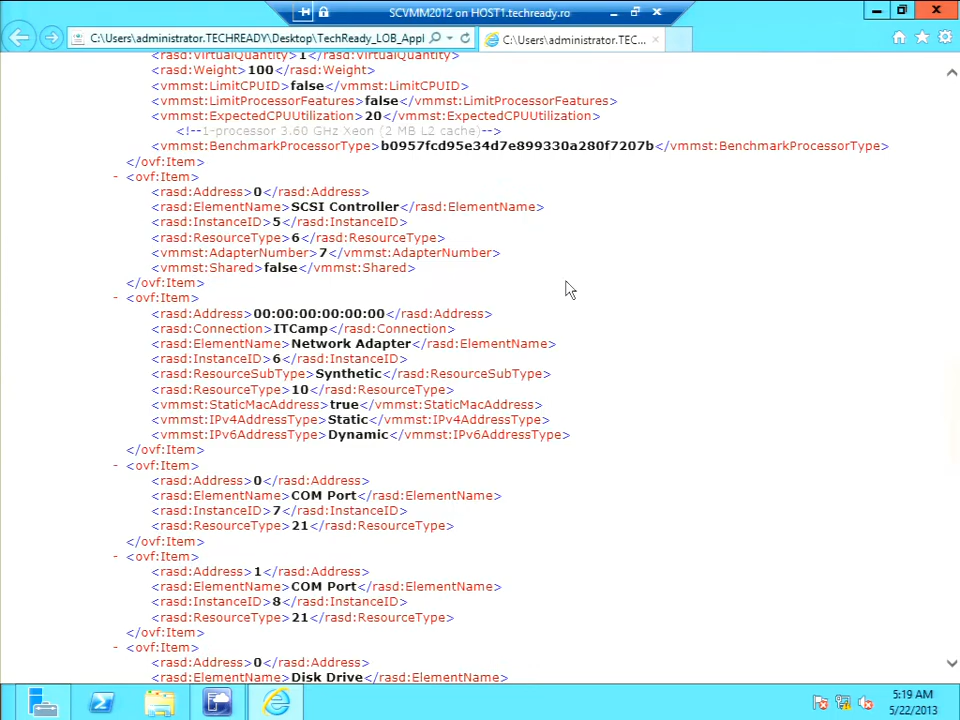 SCVMM2012 on HOST1.techready.ro
C:\Users\administrator.TECHREADY\Desktop\TechReady_LOB_Appl
C:\Users\administrator.TEC...
<rasd:VirtualQuantity>1</rasd:VirtualQuantity>
<rasd:Weight>100</rasd:Weight>
<vmmst:LimitCPUID>false</vmmst:LimitCPUID>
<vmmst:LimitProcessorFeatures>false</vmmst:LimitProcessorFeatures>
<vmmst:ExpectedCPUUtilization>20</vmmst:ExpectedCPUUtilization>
<!--1-processor 3.60 GHz Xeon (2 MB L2 cache)-->
<vmmst:BenchmarkProcessorType>b0957fcd95e34d7e899330a280f7207b</vmmst:BenchmarkProcessorType>
</ovf:Item>
- <ovf:Item>
<rasd:Address>0</rasd:Address>
<rasd:ElementName>SCSI Controller</rasd:ElementName>
<rasd:InstanceID>5</rasd:InstanceID>
<rasd:ResourceType>6</rasd:ResourceType>
<vmmst:AdapterNumber>7</vmmst:AdapterNumber>
<vmmst:Shared>false</vmmst:Shared>
</ovf:Item>
- <ovf:Item>
<rasd:Address>00:00:00:00:00:00</rasd:Address>
<rasd:Connection>ITCamp</rasd:Connection>
<rasd:ElementName>Network Adapter</rasd:ElementName>
<rasd:InstanceID>6</rasd:InstanceID>
<rasd:ResourceSubType>Synthetic</rasd:ResourceSubType>
<rasd:ResourceType>10</rasd:ResourceType>
<vmmst:StaticMacAddress>true</vmmst:StaticMacAddress>
<vmmst:IPv4AddressType>Static</vmmst:IPv4AddressType>
<vmmst:IPv6AddressType>Dynamic</vmmst:IPv6AddressType>
</ovf:Item>
- <ovf:Item>
<rasd:Address>0</rasd:Address>
<rasd:ElementName>COM Port</rasd:ElementName>
<rasd:InstanceID>7</rasd:InstanceID>
<rasd:ResourceType>21</rasd:ResourceType>
</ovf:Item>
- <ovf:Item>
<rasd:Address>1</rasd:Address>
<rasd:ElementName>COM Port</rasd:ElementName>
<rasd:InstanceID>8</rasd:InstanceID>
<rasd:ResourceType>21</rasd:ResourceType>
</ovf:Item>
- <ovf:Item>
<rasd:Address>0</rasd:Address>
<rasd:ElementName>Disk Drive</rasd:ElementName>
5:19 AM
5/22/2013